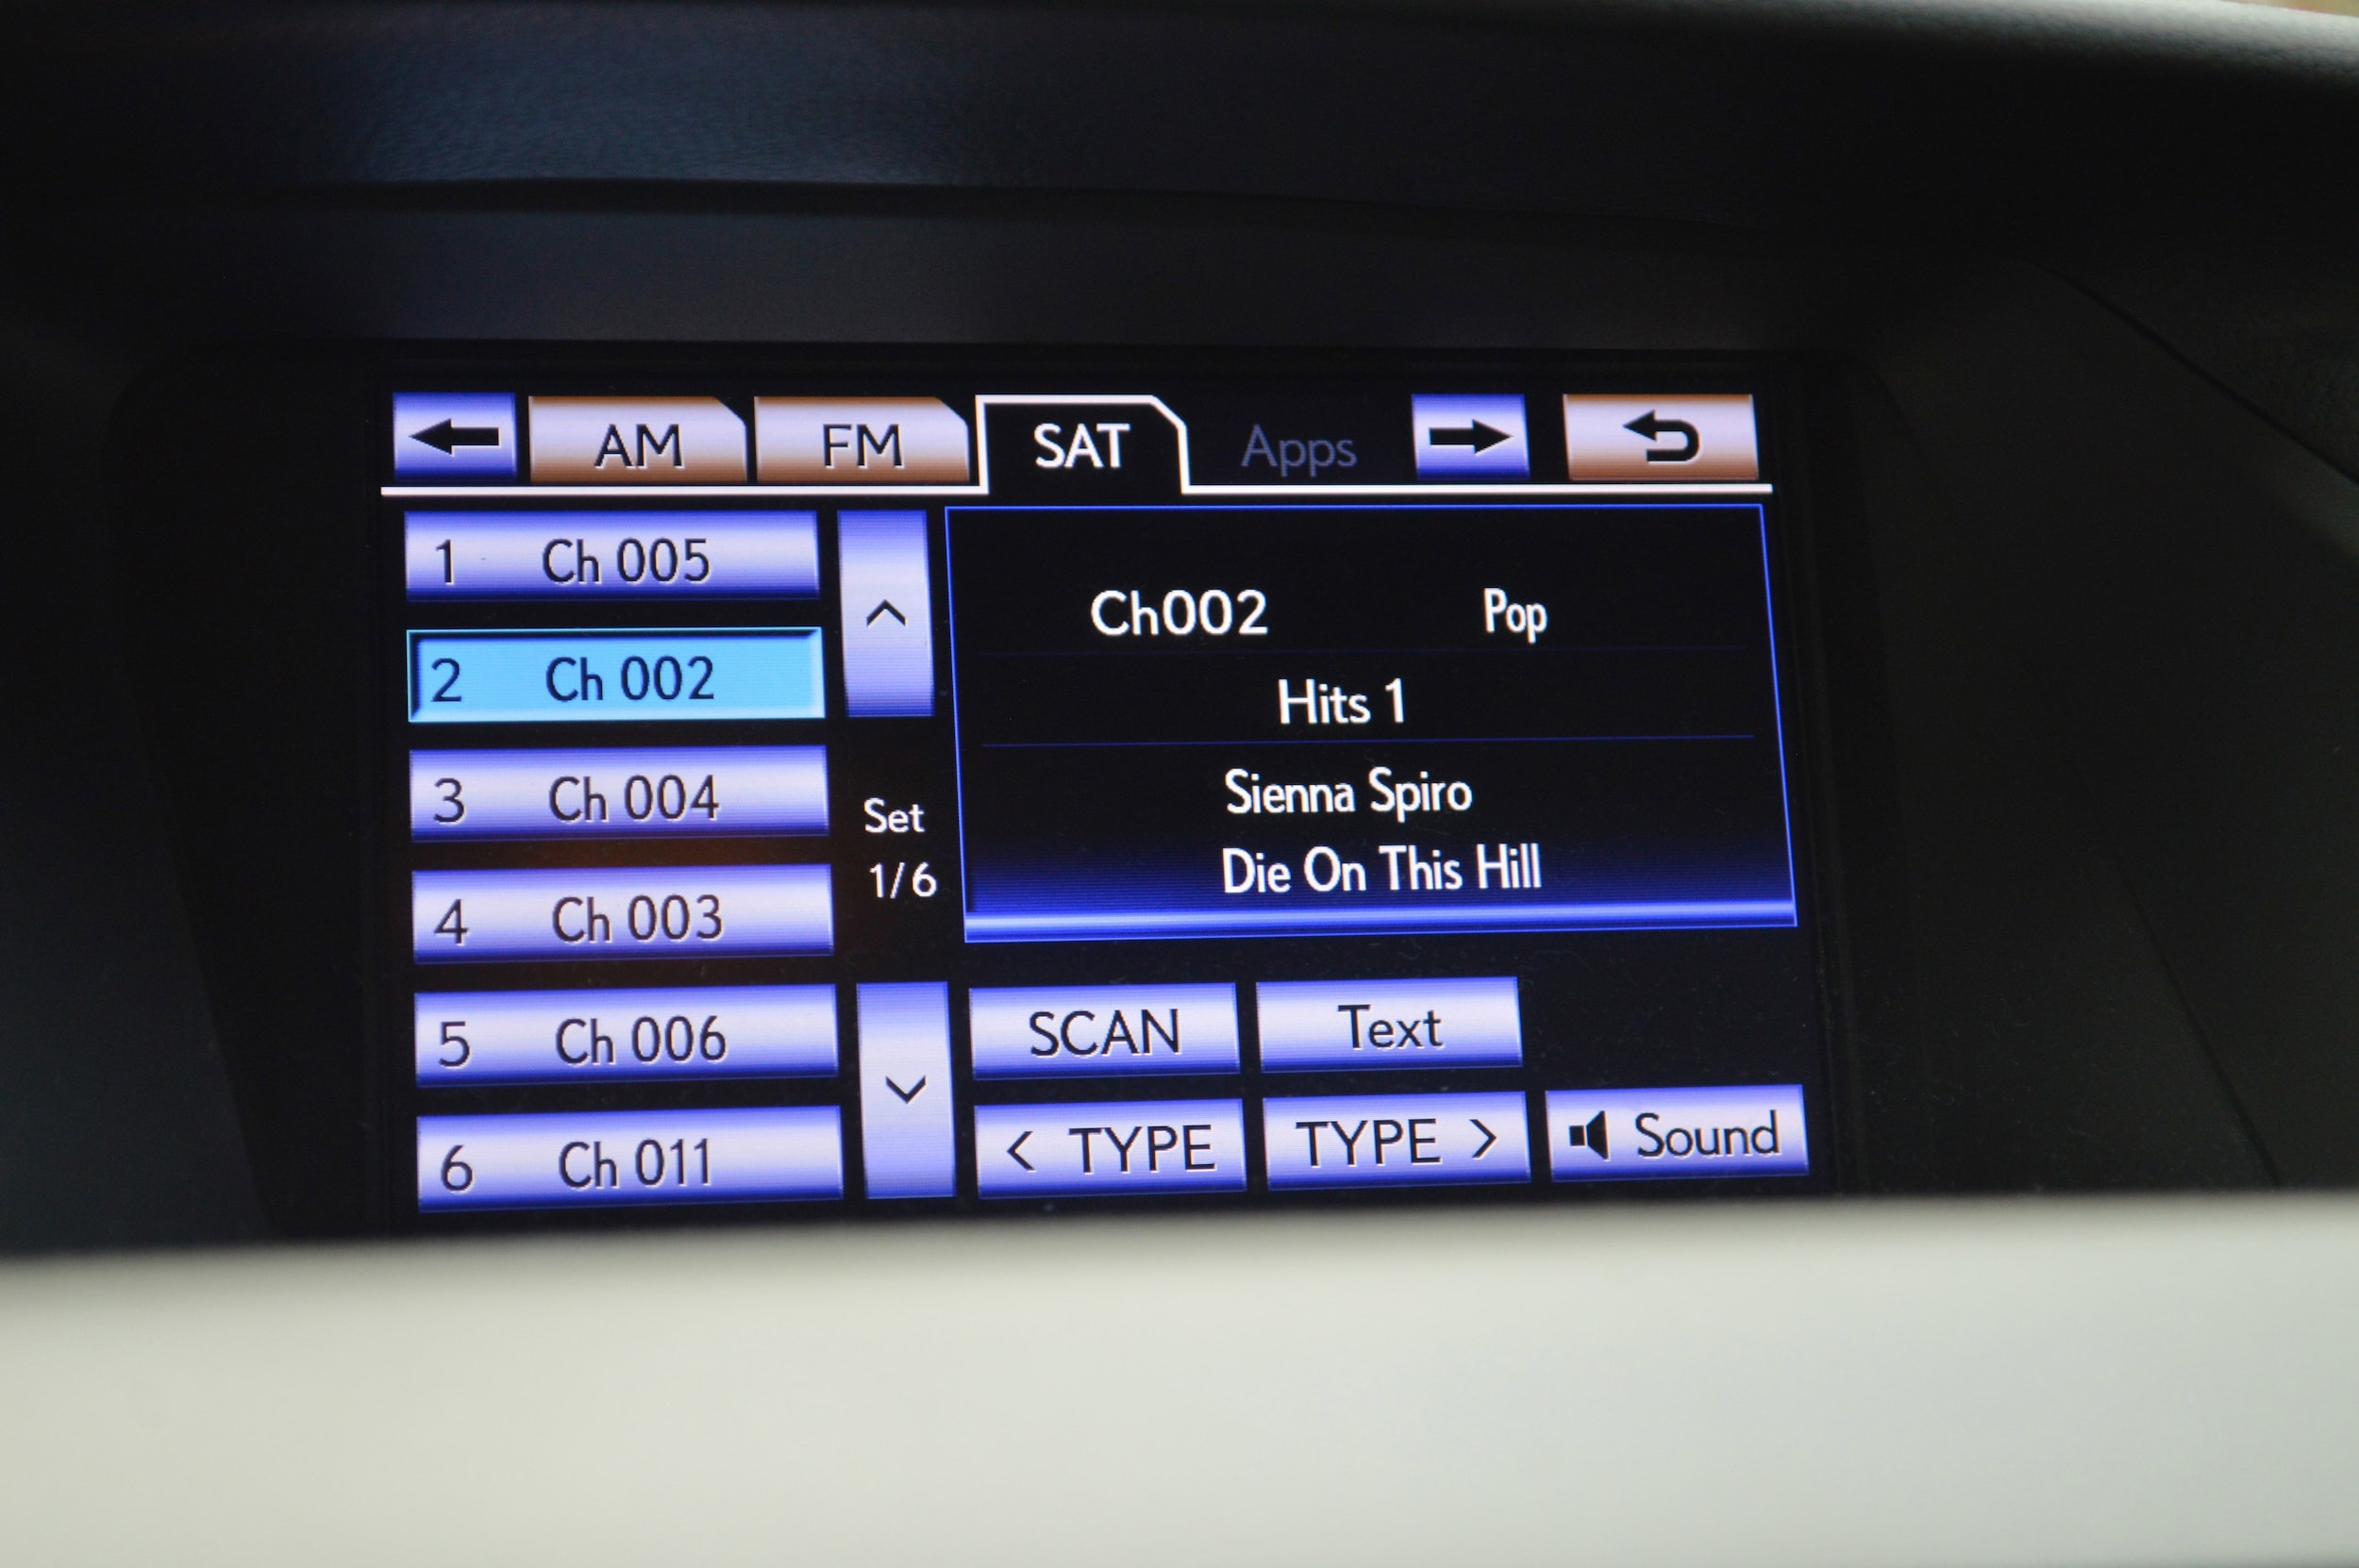 AM FM SAT Apps
1 Ch 005
2 Ch 002
3 Ch 004
4 Ch 003
5 Ch 006
6 Ch 011
Set
1/6
Ch002 Pop
Hits 1
Sienna Spiro
Die On This Hill
SCAN Text
< TYPE TYPE > Sound